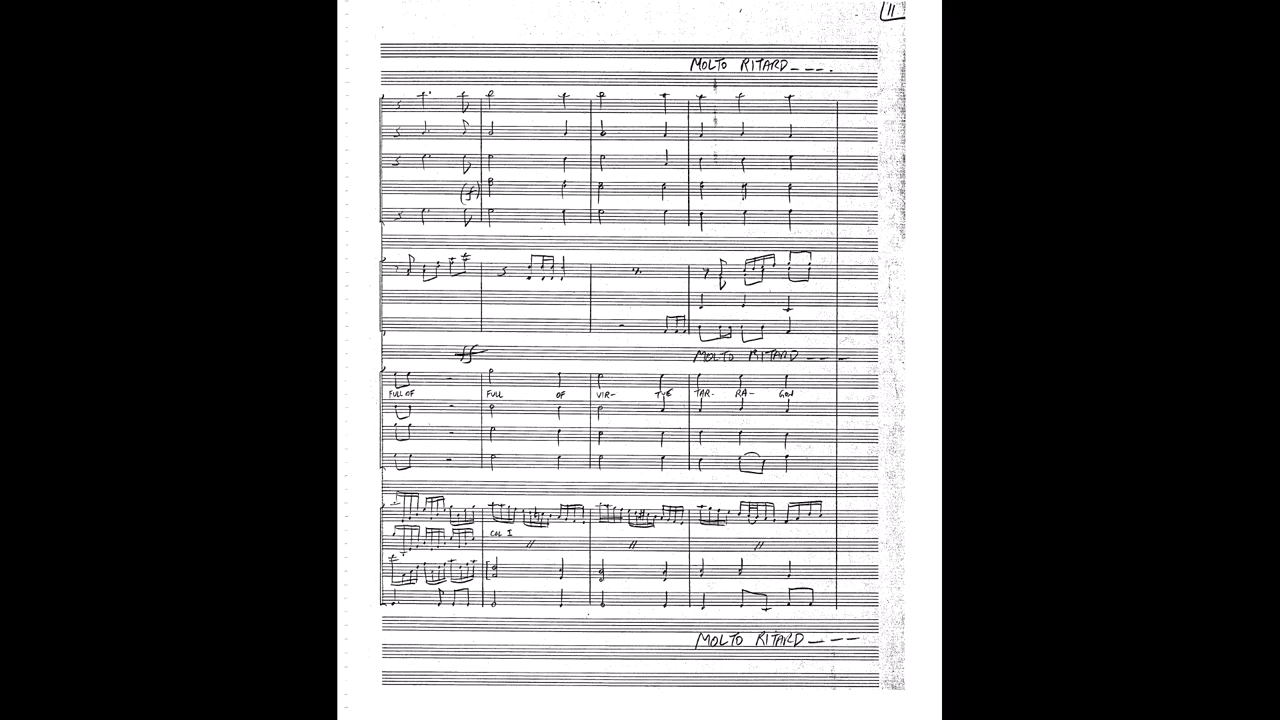 11
MOLTO RITARD----
(f)
ff
MOLTO RITARD---
FULL OF FULL OF VIR- TUE TAR- RA- GON
COL I
MOLTO RITARD----